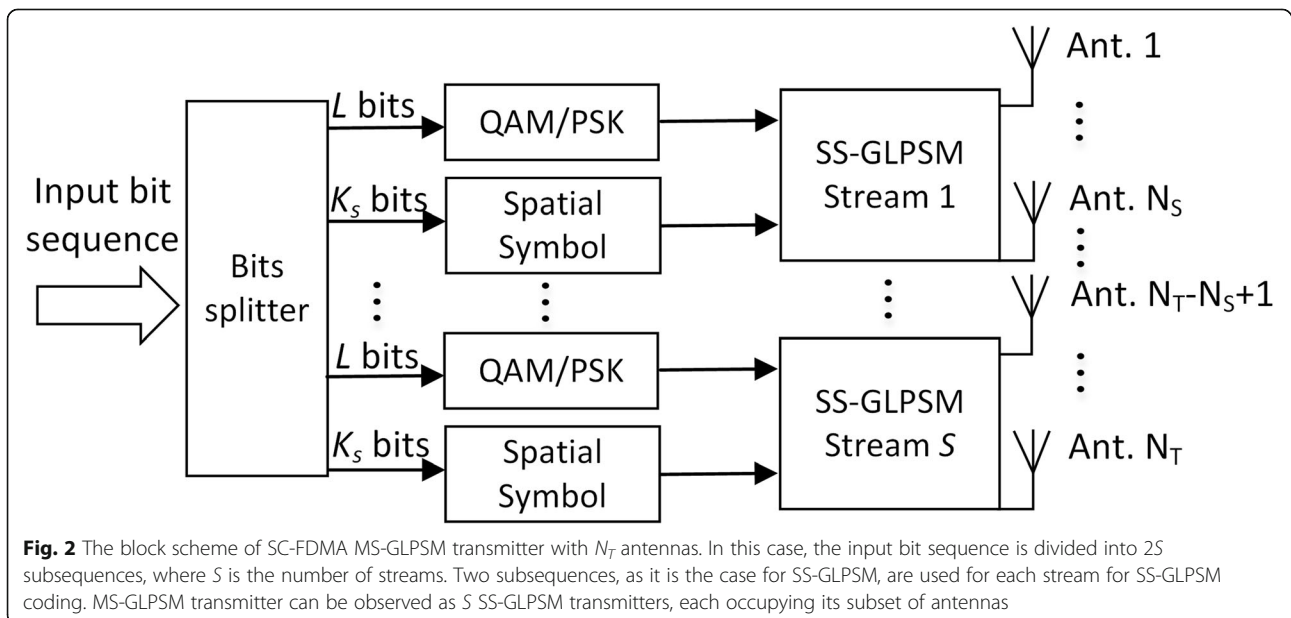 Input bit
sequence
Bits
splitter
L bits
QAM/PSK
K_s bits
Spatial
Symbol
SS-GLPSM
Stream 1
Ant. 1
Ant. N_S
L bits
QAM/PSK
K_s bits
Spatial
Symbol
SS-GLPSM
Stream S
Ant. N_T-N_S+1
Ant. N_T
Fig. 2 The block scheme of SC-FDMA MS-GLPSM transmitter with N_T antennas. In this case, the input bit sequence is divided into 2S
subsequences, where S is the number of streams. Two subsequences, as it is the case for SS-GLPSM, are used for each stream for SS-GLPSM
coding. MS-GLPSM transmitter can be observed as S SS-GLPSM transmitters, each occupying its subset of antennas